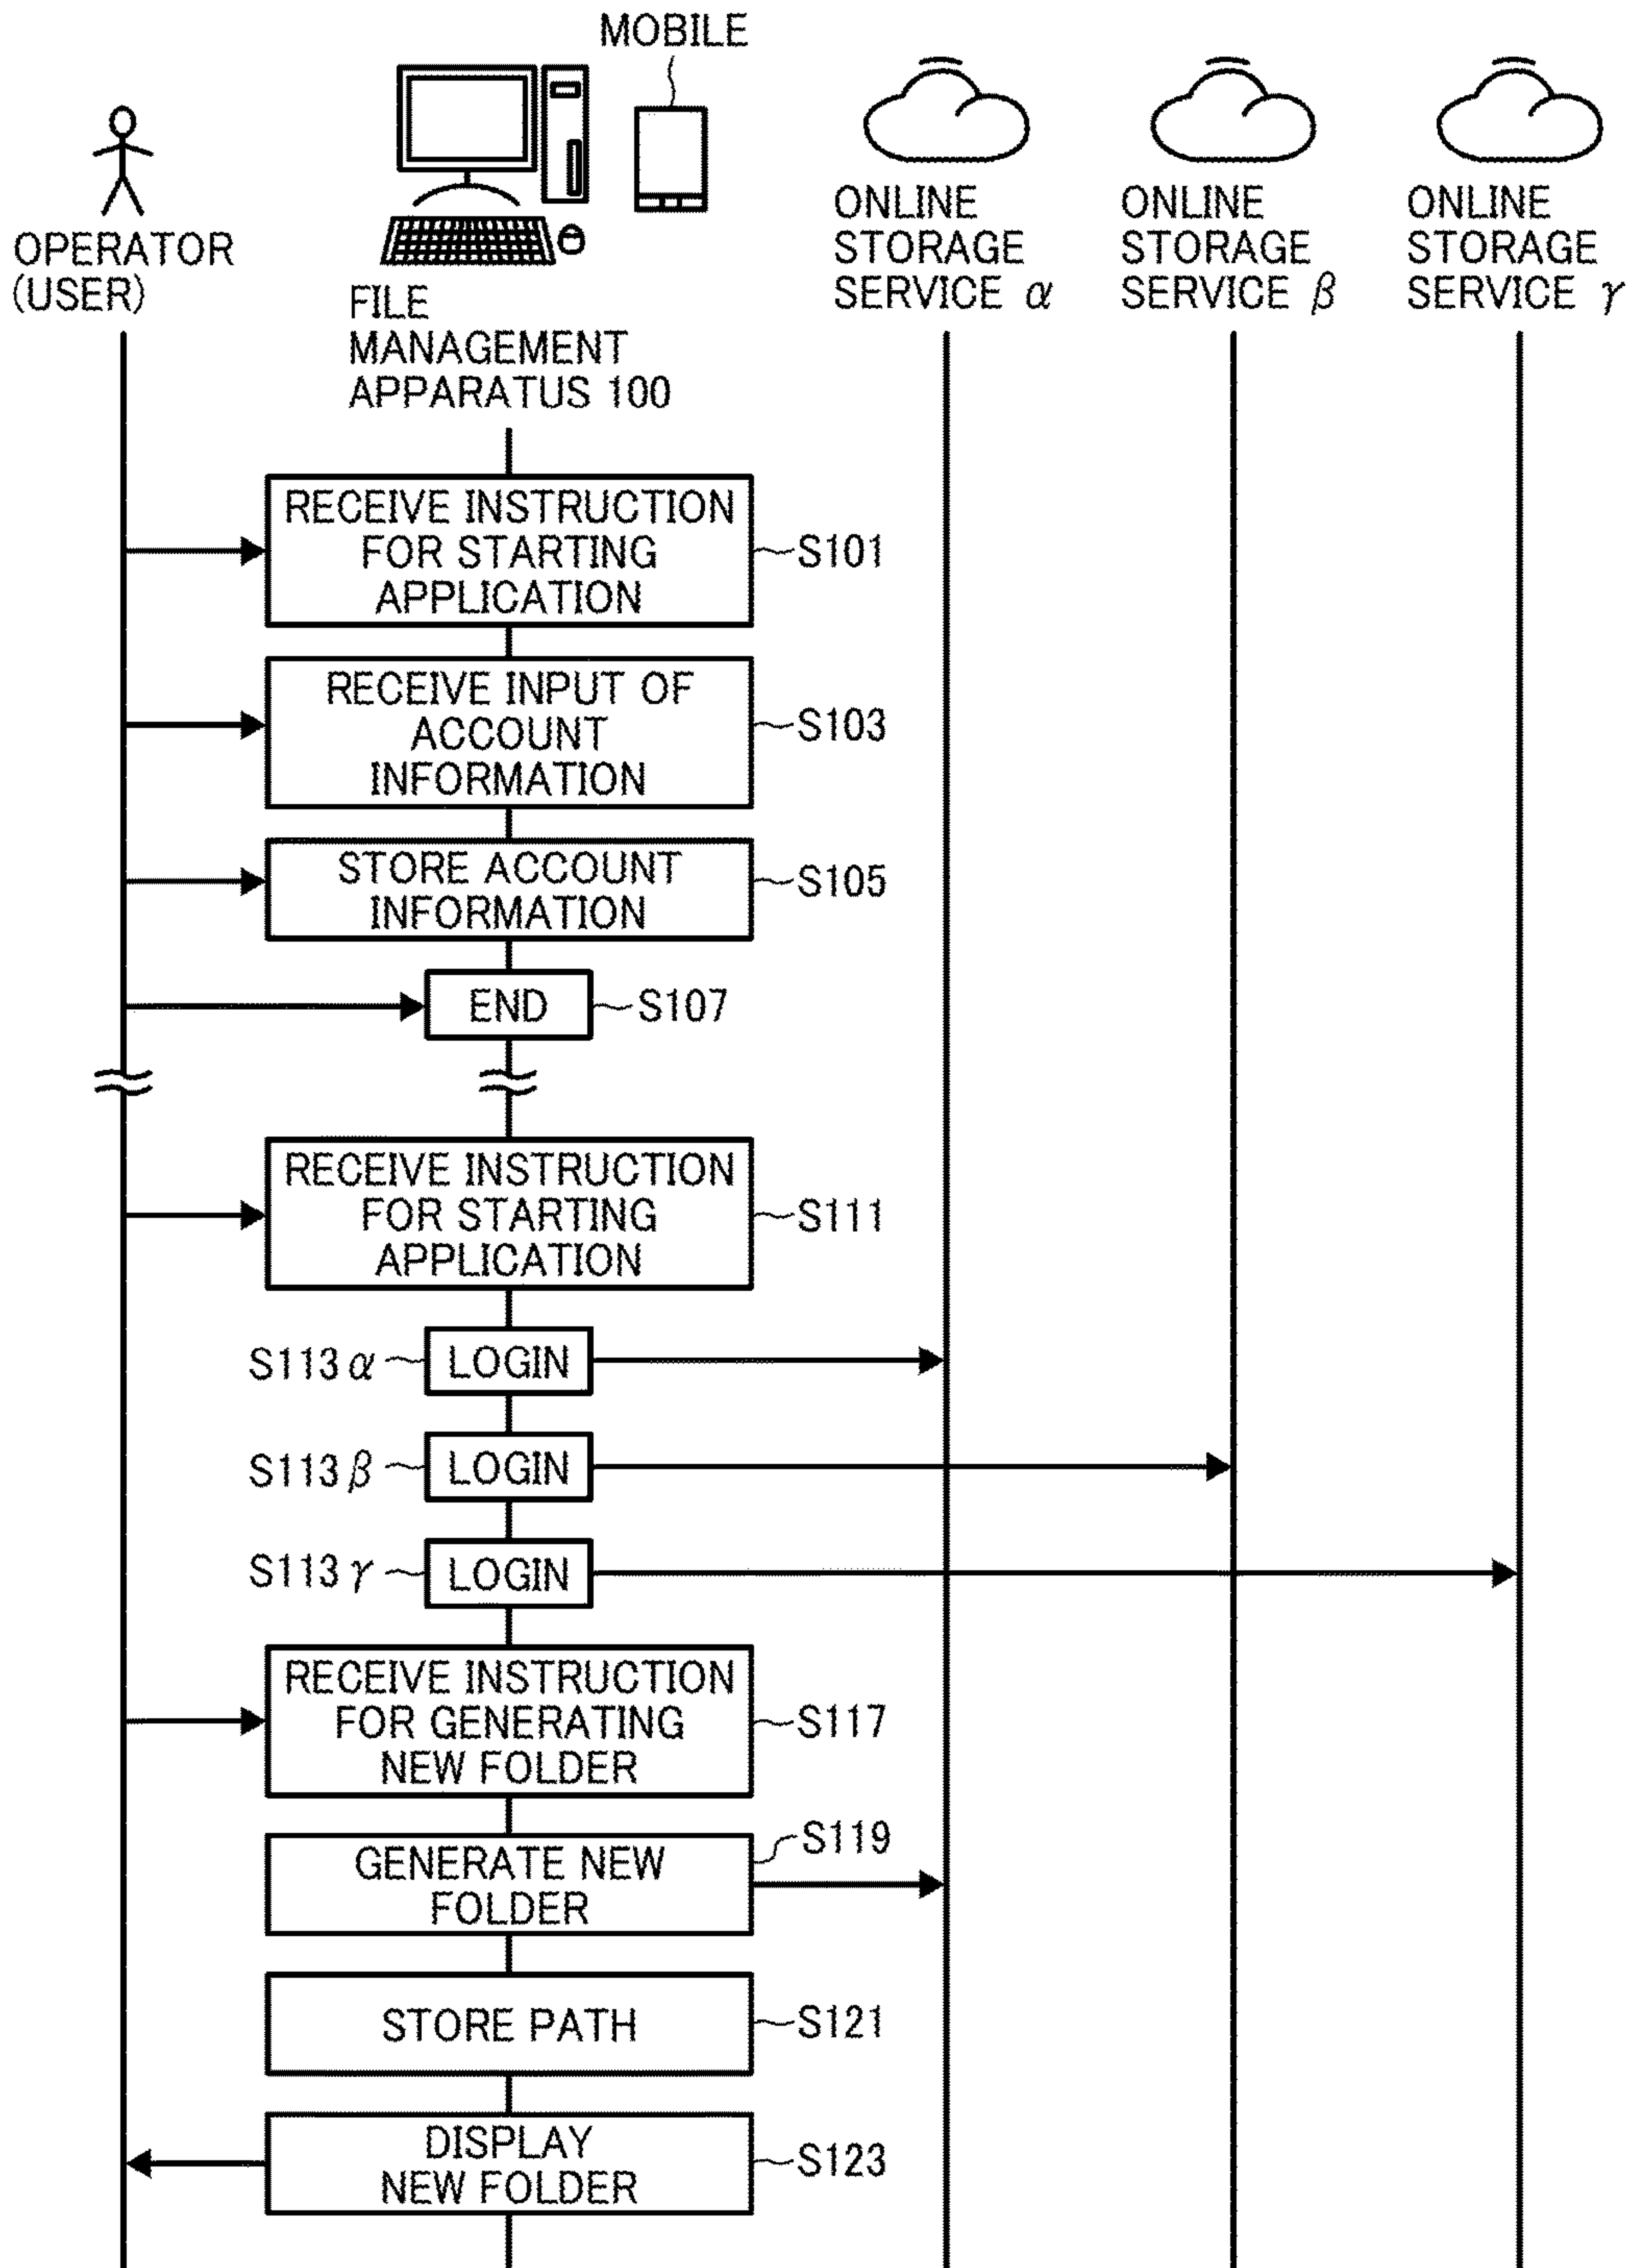 MOBILE
OPERATOR
(USER)
FILE
MANAGEMENT
APPARATUS 100
ONLINE
STORAGE
SERVICE α
ONLINE
STORAGE
SERVICE β
ONLINE
STORAGE
SERVICE γ
RECEIVE INSTRUCTION
FOR STARTING
APPLICATION
S101
RECEIVE INPUT OF
ACCOUNT
INFORMATION
S103
STORE ACCOUNT
INFORMATION
S105
END
S107
RECEIVE INSTRUCTION
FOR STARTING
APPLICATION
S111
S113 α
LOGIN
S113 β
LOGIN
S113 γ
LOGIN
RECEIVE INSTRUCTION
FOR GENERATING
NEW FOLDER
S117
GENERATE NEW
FOLDER
S119
STORE PATH
S121
DISPLAY
NEW FOLDER
S123